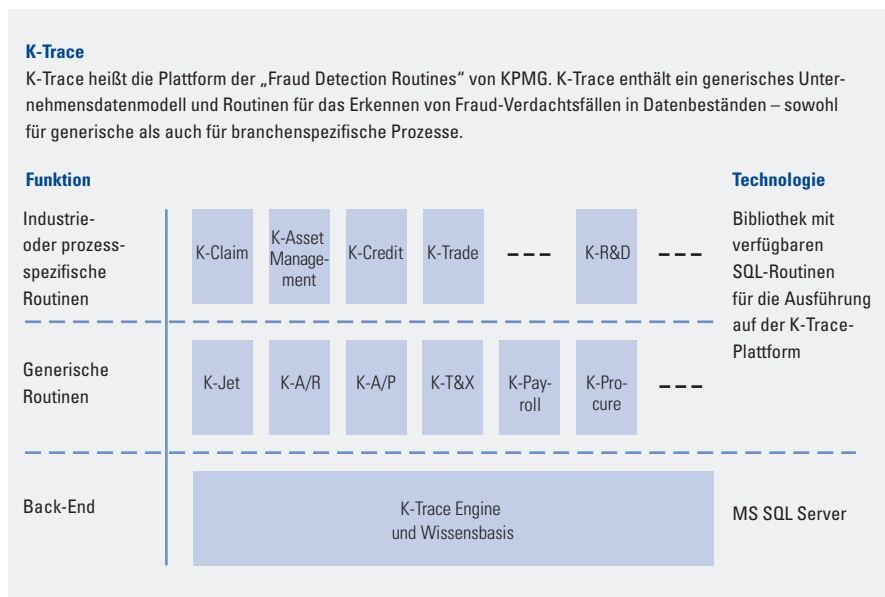 K-Trace
K-Trace heißt die Plattform der „Fraud Detection Routines“ von KPMG. K-Trace enthält ein generisches Unter-
nehmensdatenmodell und Routinen für das Erkennen von Fraud-Verdachtsfällen in Datenbeständen – sowohl
für generische als auch für branchenspezifische Prozesse.
Funktion
Technologie
Industrie-
oder prozess-
spezifische
Routinen
K-Claim
K-Asset
Manage-
ment
K-Credit
K-Trade
K-R&D
Bibliothek mit
verfügbaren
SQL-Routinen
für die Ausführung
auf der K-Trace-
Plattform
Generische
Routinen
K-Jet
K-A/R
K-A/P
K-T&X
K-Pay-
roll
K-Pro-
cure
Back-End
K-Trace Engine
und Wissensbasis
MS SQL Server